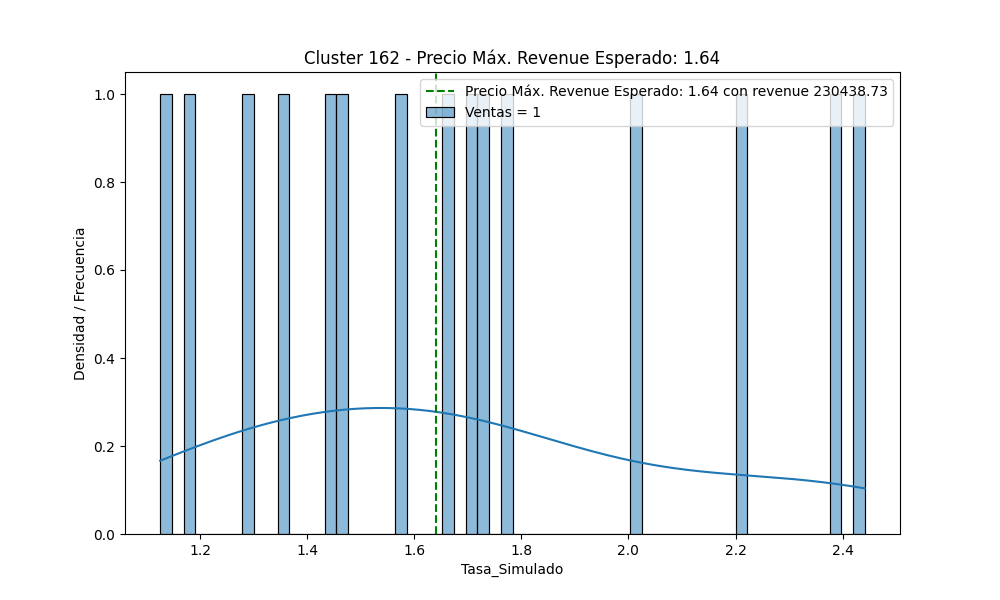 Cluster 162 - Precio Máx. Revenue Esperado: 1.64
Precio Máx. Revenue Esperado: 1.64 con revenue 230438.73
Ventas = 1
Densidad / Frecuencia
1.0
0.8
0.6
0.4
0.2
0.0
1.2 1.4 1.6 1.8 2.0 2.2 2.4
Tasa_Simulado